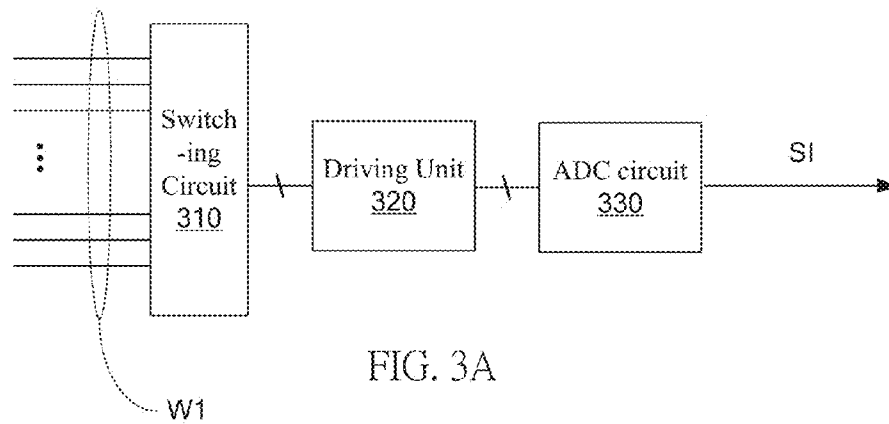 Switch
-ing
Circuit
310
Driving Unit
320
ADC circuit
330
SI
FIG. 3A
W1